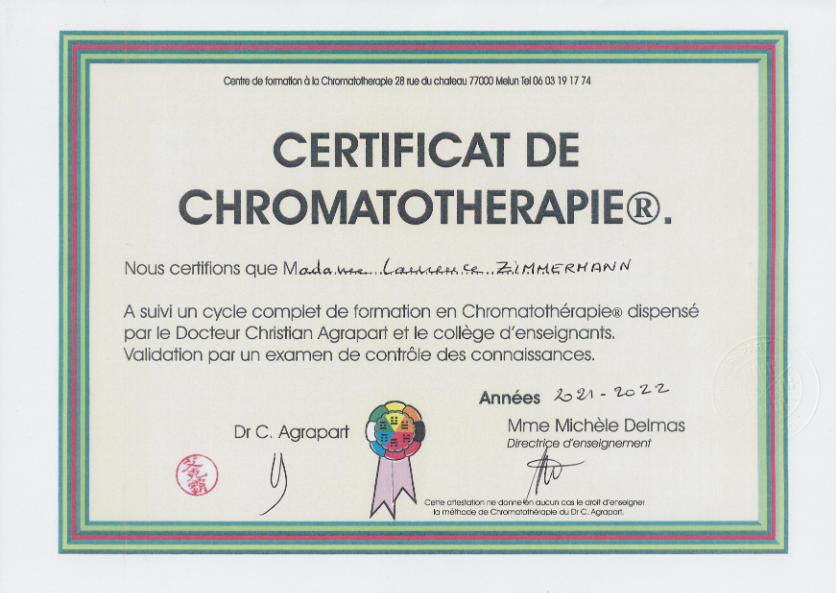 Centre de formation à la Chromatotherapie 28 rue du chateau 77000 Melun Tel 06 03 19 17 74
CERTIFICAT DE
CHROMATOTHERAPIE®.
Nous certifions que Madame Laurence ZIMMERMANN
A suivi un cycle complet de formation en Chromatothérapie® dispensé
par le Docteur Christian Agrapart et le collège d'enseignants.
Validation par un examen de contrôle des connaissances.
Années 2021-2022
Dr C. Agrapart
Mme Michèle Delmas
Directrice d'enseignement
Cette attestation ne donne en aucun cas le droit d'enseigner
la méthode de Chromatothérapie du Dr C. Agrapart.